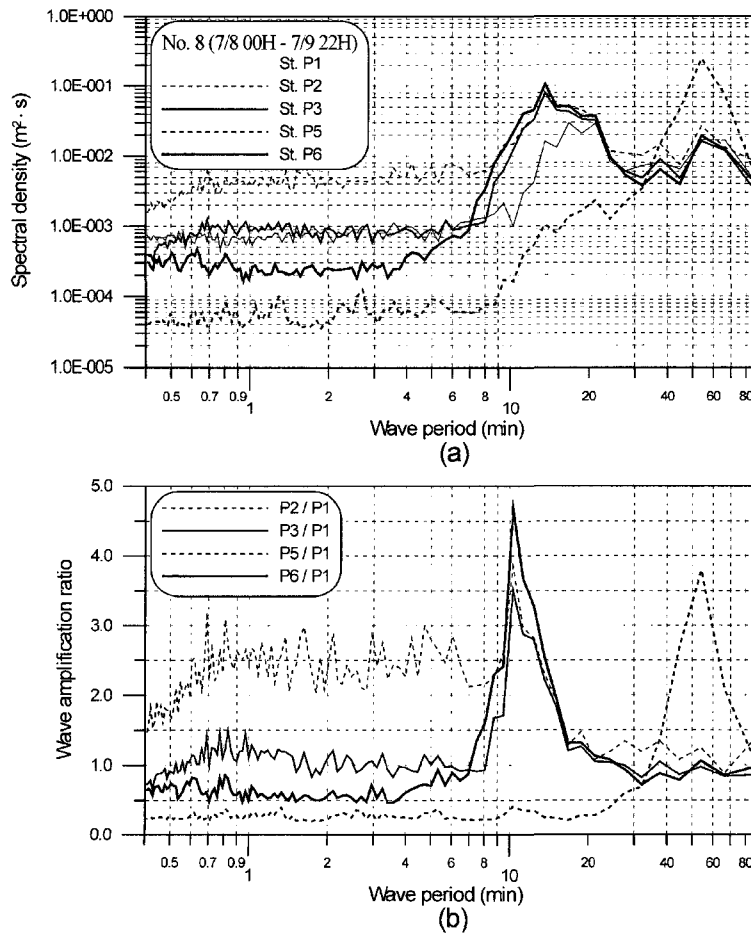 1.0E+000
No. 8 (7/8 00H - 7/9 22H)
St. P1
St. P2
St. P3
St. P5
St. P6
1.0E-001
1.0E-002
1.0E-003
1.0E-004
1.0E-005
Spectral density (m²· s)
0.5 0.7 0.9 2 4 6 8 20 40 60 80
1 10
Wave period (min)
(a)
5.0
4.0
3.0
2.0
1.0
0.0
P2 / P1
P3 / P1
P5 / P1
P6 / P1
Wave amplification ratio
0.5 0.7 0.9 2 4 6 8 20 40 60 80
1 10
Wave period (min)
(b)